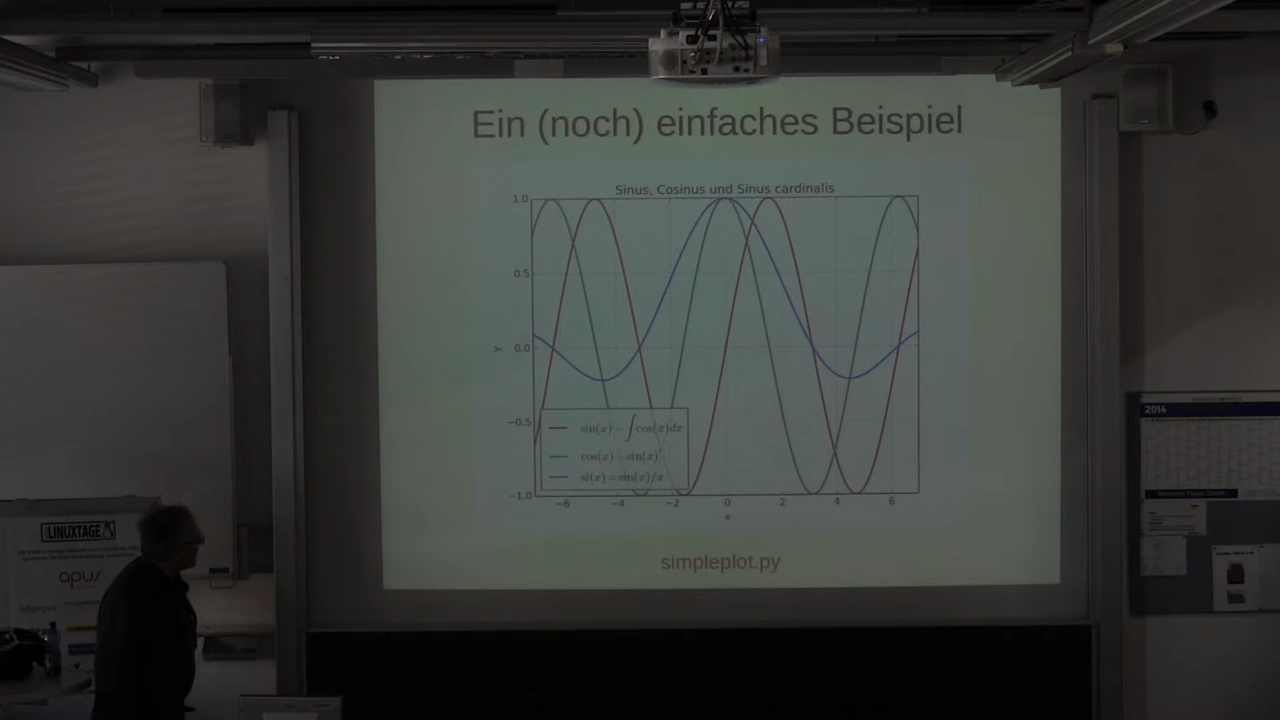 Ein (noch) einfaches Beispiel
Sinus, Cosinus und Sinus cardinalis
1.0
0.5
0.0
−0.5
−1.0
y
−6 −4 −2 0 2 4 6
x
sin(x) = ∫cos(x)dx
cos(x) = sin(x)'
si(x) = sin(x)/x
simpleplot.py
LINUXTAGE
apus
2014